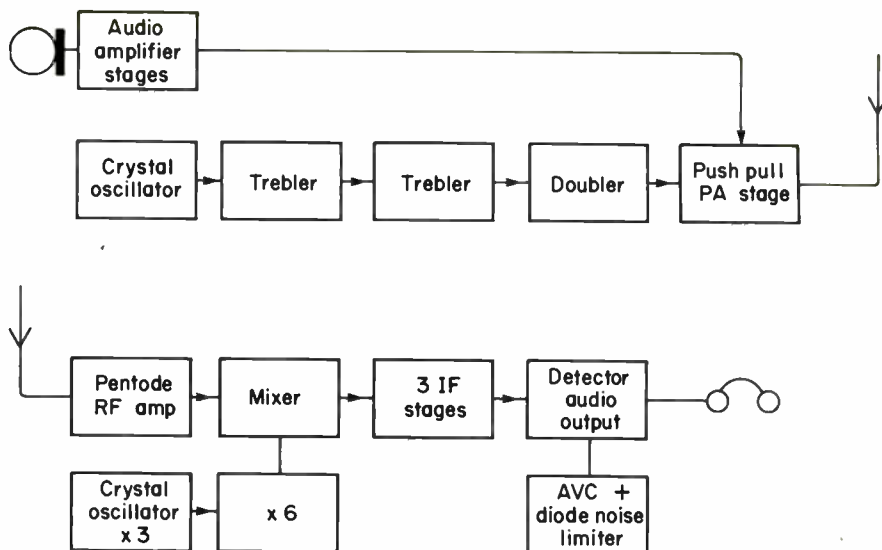 Audio
amplifier
stages
Crystal
oscillator
Trebler
Trebler
Doubler
Push pull
PA stage
Pentode
RF amp
Mixer
3 IF
stages
Detector
audio
output
Crystal
oscillator
x 3
x 6
AVC +
diode noise
limiter